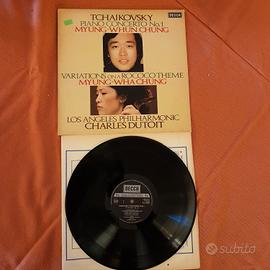 TCHAIKOVSKY
PIANO CONCERTO No.1
MYUNG-WHUN CHUNG
DECCA
VARIATIONS ON A ROCOCO THEME
MYUNG-WHA CHUNG
LOS ANGELES PHILHARMONIC
CHARLES DUTOIT
DECCA
subito